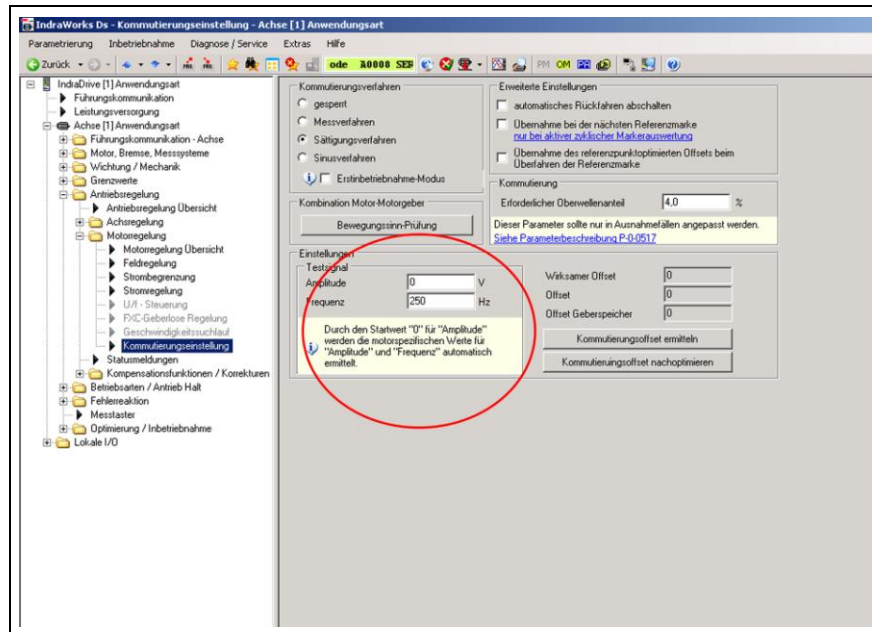 IndraWorks Ds - Kommutierungseinstellung - Achse [1] Anwendungsart
Parametrierung Inbetriebnahme Diagnose / Service Extras Hilfe
Zurück ode A0008 SER PM OM
IndraDrive [1] Anwendungsart
Führungskommunikation
Leistungsversorgung
Achse [1] Anwendungsart
Führungskommunikation - Achse
Motor, Bremse, Messsysteme
Wichtung / Mechanik
Grenzwerte
Antriebsregelung
Antriebsregelung Übersicht
Achsregelung
Motorregelung
Motorregelung Übersicht
Feldregelung
Strombegrenzung
Stromregelung
U/f - Steuerung
FXC-Geberlose Regelung
Geschwindigkeitssuchlauf
Kommutierungseinstellung
Statusmeldungen
Kompensationsfunktionen / Korrekturen
Betriebsarten / Antrieb Halt
Fehlerreaktion
Messtaster
Optimierung / Inbetriebnahme
Lokale I/O
Kommutierungsverfahren
gesperrt
Messverfahren
Sättigungsverfahren
Sinusverfahren
Erstinbetriebnahme-Modus
Kombination Motor-Motorgeber
Bewegungssinn-Prüfung
Erweiterte Einstellungen
automatisches Rückfahren abschalten
Übernahme bei der nächsten Referenzmarke
nur bei aktiver zyklischer Markerauswertung
Übernahme des referenzpunktoptimierten Offsets beim
Überfahren der Referenzmarke
Kommutierung
Erforderlicher Oberwellenanteil 4,0 %
Dieser Parameter sollte nur in Ausnahmefällen angepasst werden.
Siehe Parameterbeschreibung P-0-0517
Einstellungen
Testsignal
Amplitude 0 V
Frequenz 250 Hz
Durch den Startwert "0" für "Amplitude"
werden die motorspezifischen Werte für
"Amplitude" und "Frequenz" automatisch
ermittelt.
Wirksamer Offset 0
Offset 0
Offset Geberspeicher 0
Kommutierungsoffset ermitteln
Kommutieruingsoffset nachoptimieren